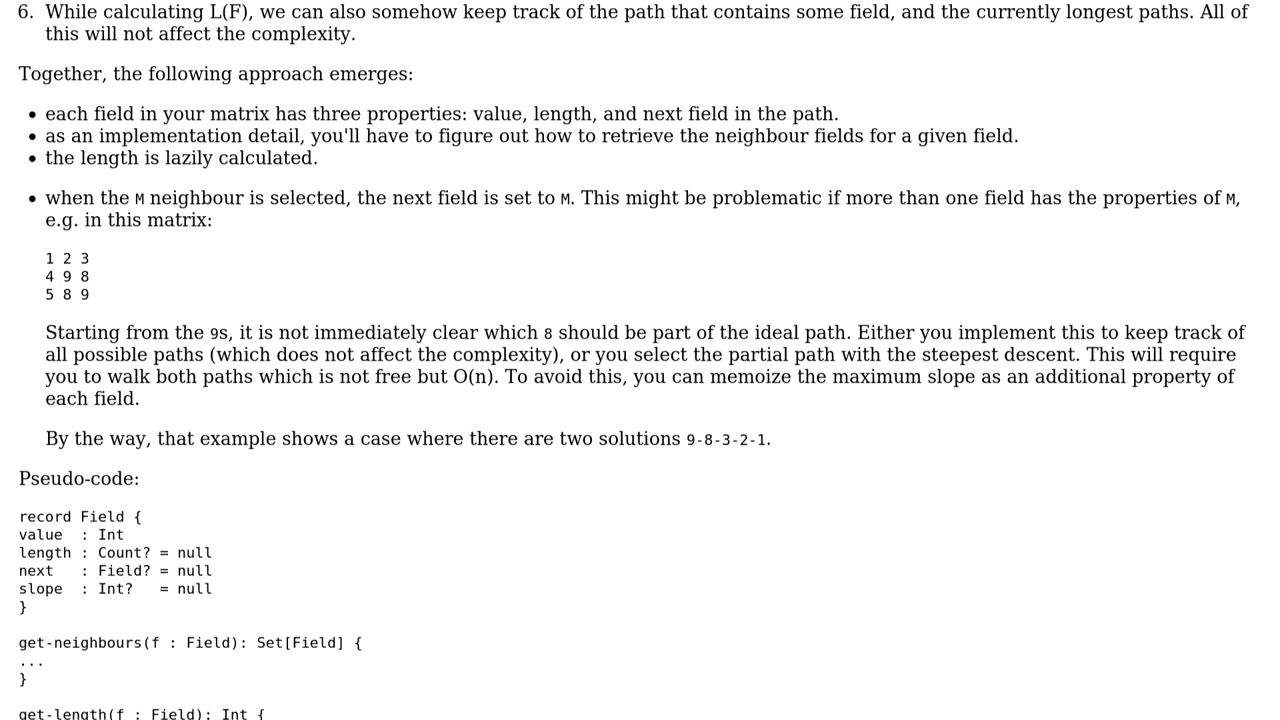 6. While calculating L(F), we can also somehow keep track of the path that contains some field, and the currently longest paths. All of
this will not affect the complexity.
Together, the following approach emerges:
• each field in your matrix has three properties: value, length, and next field in the path.
• as an implementation detail, you'll have to figure out how to retrieve the neighbour fields for a given field.
• the length is lazily calculated.
• when the M neighbour is selected, the next field is set to M. This might be problematic if more than one field has the properties of M,
e.g. in this matrix:
1 2 3
4 9 8
5 8 9
Starting from the 9s, it is not immediately clear which 8 should be part of the ideal path. Either you implement this to keep track of
all possible paths (which does not affect the complexity), or you select the partial path with the steepest descent. This will require
you to walk both paths which is not free but O(n). To avoid this, you can memoize the maximum slope as an additional property of
each field.
By the way, that example shows a case where there are two solutions 9-8-3-2-1.
Pseudo-code:
record Field {
value  : Int
length : Count? = null
next   : Field? = null
slope  : Int?   = null
}
get-neighbours(f : Field): Set[Field] {
...
}
get-length(f : Field): Int {